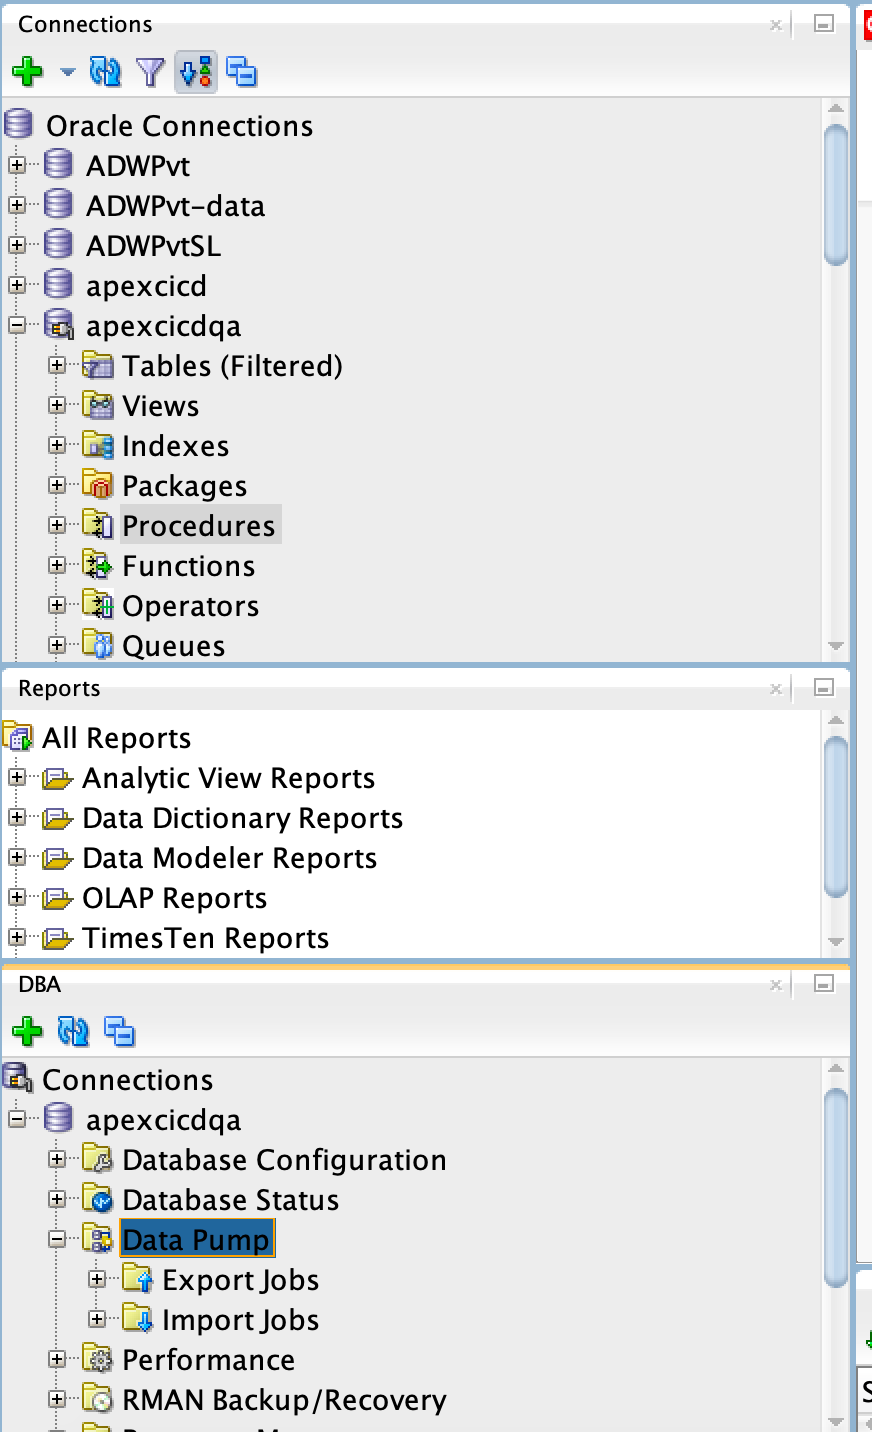 Connections
Oracle Connections
ADWPvt
ADWPvt-data
ADWPvtSL
apexcicd
apexcicdqa
Tables (Filtered)
Views
Indexes
Packages
Procedures
Functions
Operators
Queues
Reports
All Reports
Analytic View Reports
Data Dictionary Reports
Data Modeler Reports
OLAP Reports
TimesTen Reports
DBA
Connections
apexcicdqa
Database Configuration
Database Status
Data Pump
Export Jobs
Import Jobs
Performance
RMAN Backup/Recovery